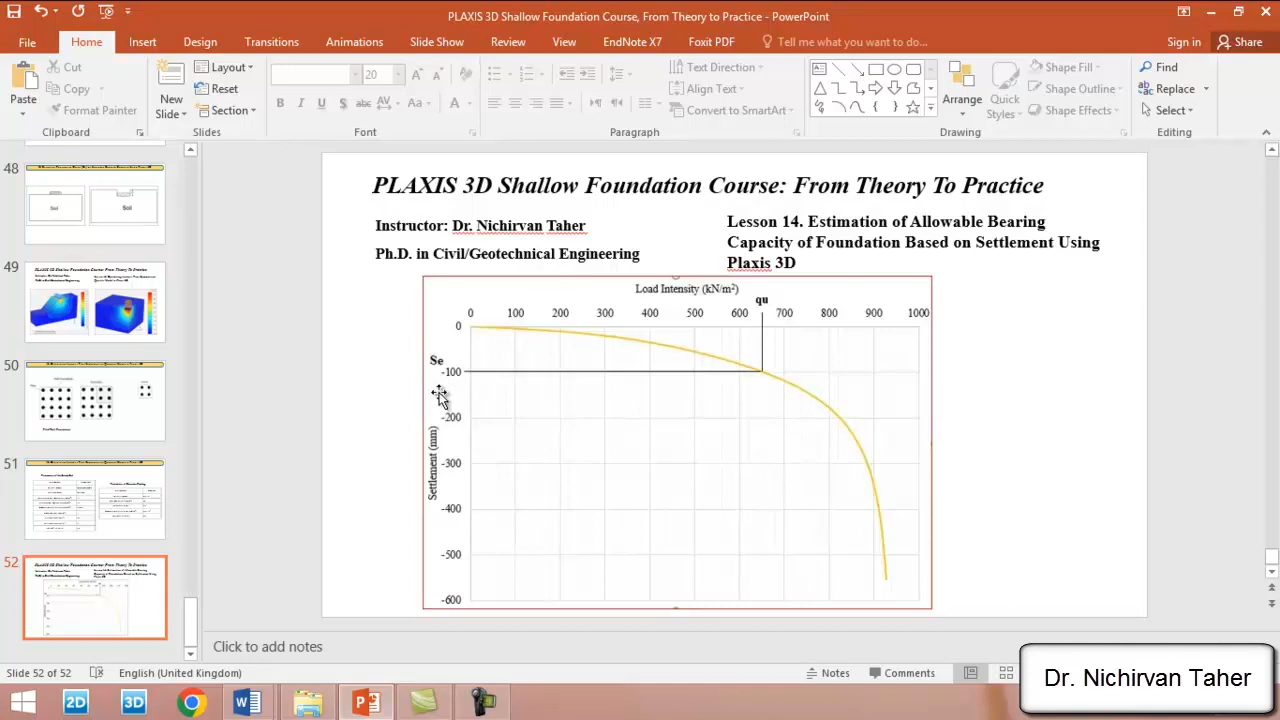 PLAXIS 3D Shallow Foundation Course, From Theory to Practice - PowerPoint
File Home Insert Design Transitions Animations Slide Show Review View EndNote X7 Foxit PDF Tell me what you want to do... Sign in Share
Paste Cut Copy Format Painter
Clipboard
New Slide Layout Reset Section
Slides
20
Font
Text Direction Align Text Convert to SmartArt
Paragraph
Arrange Quick Styles Shape Fill Shape Outline Shape Effects
Drawing
Find Replace Select
Editing
48
Soil Soil
49
50
51
52
PLAXIS 3D Shallow Foundation Course: From Theory To Practice
Instructor: Dr. Nichirvan Taher
Ph.D. in Civil/Geotechnical Engineering
Lesson 14. Estimation of Allowable Bearing
Capacity of Foundation Based on Settlement Using
Plaxis 3D
Load Intensity (kN/m²)
qu
0 100 200 300 400 500 600 700 800 900 1000
0
Se
-100
-200
-300
-400
-500
-600
Settlement (mm)
Click to add notes
Slide 52 of 52 English (United Kingdom) Notes Comments
2D 3D
Dr. Nichirvan Taher